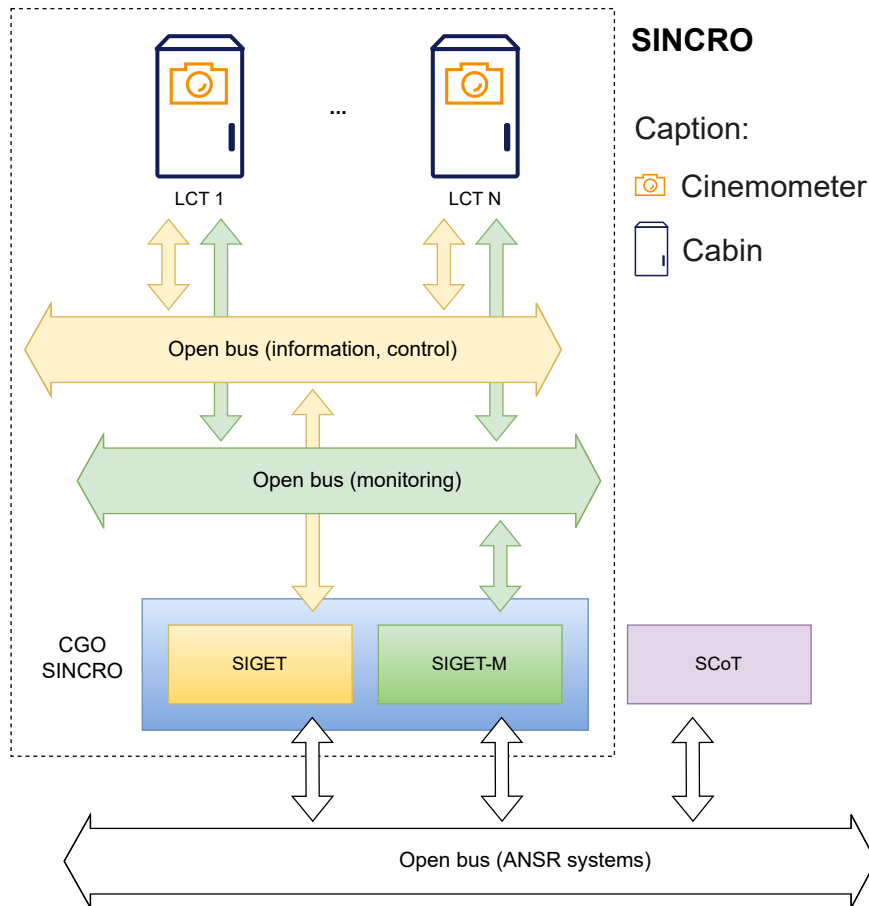 SINCRO
Caption:
Cinemometer
Cabin
...
LCT 1
LCT N
Open bus (information, control)
Open bus (monitoring)
CGO
SINCRO
SIGET
SIGET-M
SCoT
Open bus (ANSR systems)